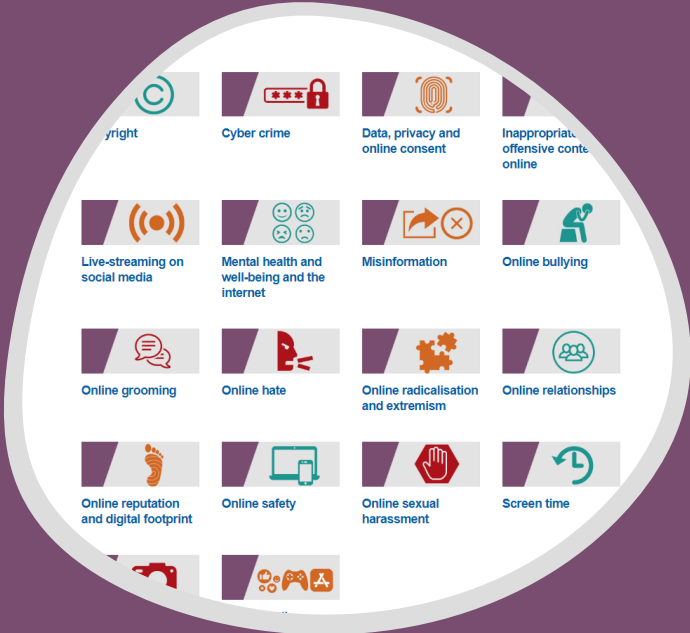 yright
Cyber crime
Data, privacy and
online consent
Inappropriat
offensive conte
online
Live-streaming on
social media
Mental health and
well-being and the
internet
Misinformation
Online bullying
Online grooming
Online hate
Online radicalisation
and extremism
Online relationships
Online reputation
and digital footprint
Online safety
Online sexual
harassment
Screen time